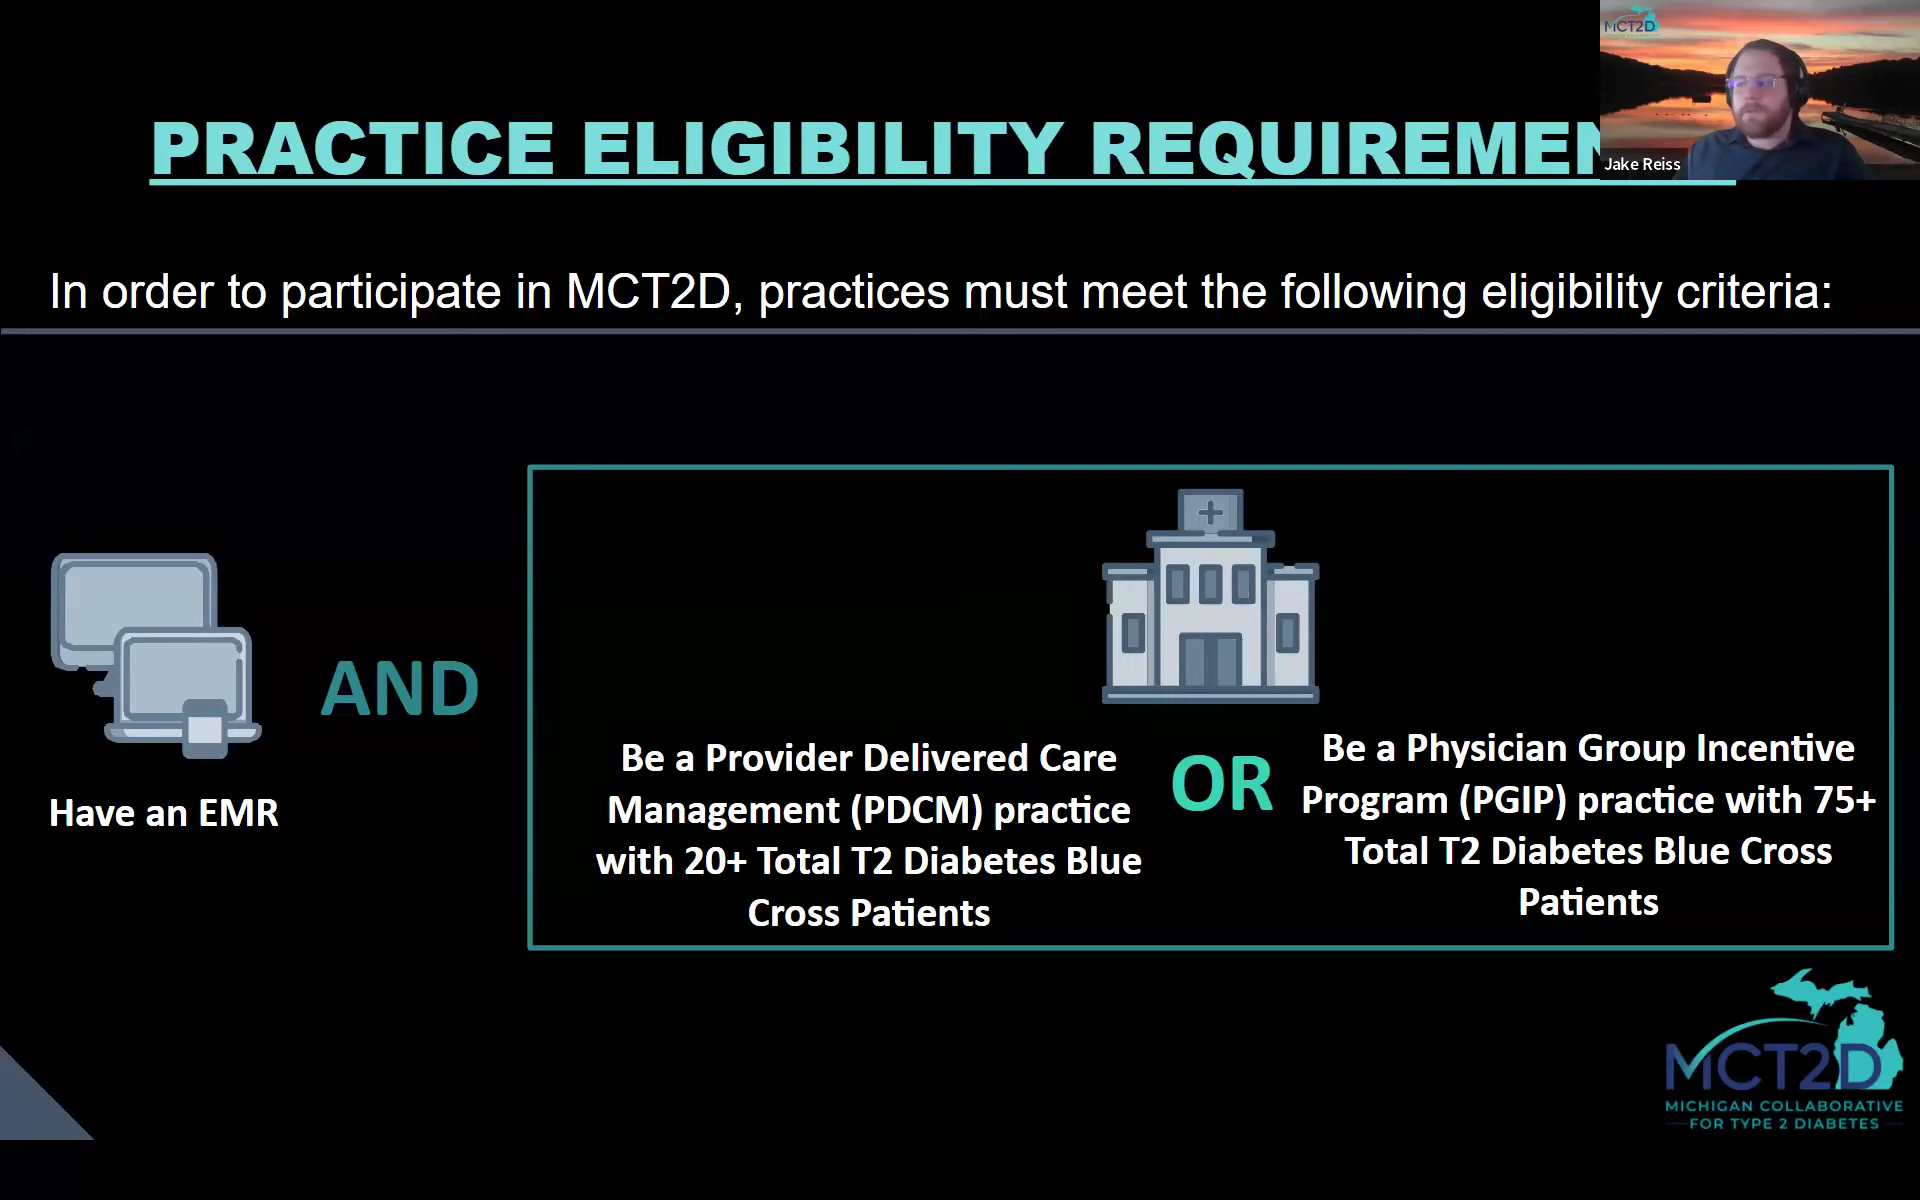 MCT2D
PRACTICE ELIGIBILITY REQUIREMEN
Jake Reiss
In order to participate in MCT2D, practices must meet the following eligibility criteria:
Have an EMR
AND
Be a Provider Delivered Care
Management (PDCM) practice
with 20+ Total T2 Diabetes Blue
Cross Patients
OR
Be a Physician Group Incentive
Program (PGIP) practice with 75+
Total T2 Diabetes Blue Cross
Patients
MCT2D
MICHIGAN COLLABORATIVE
FOR TYPE 2 DIABETES